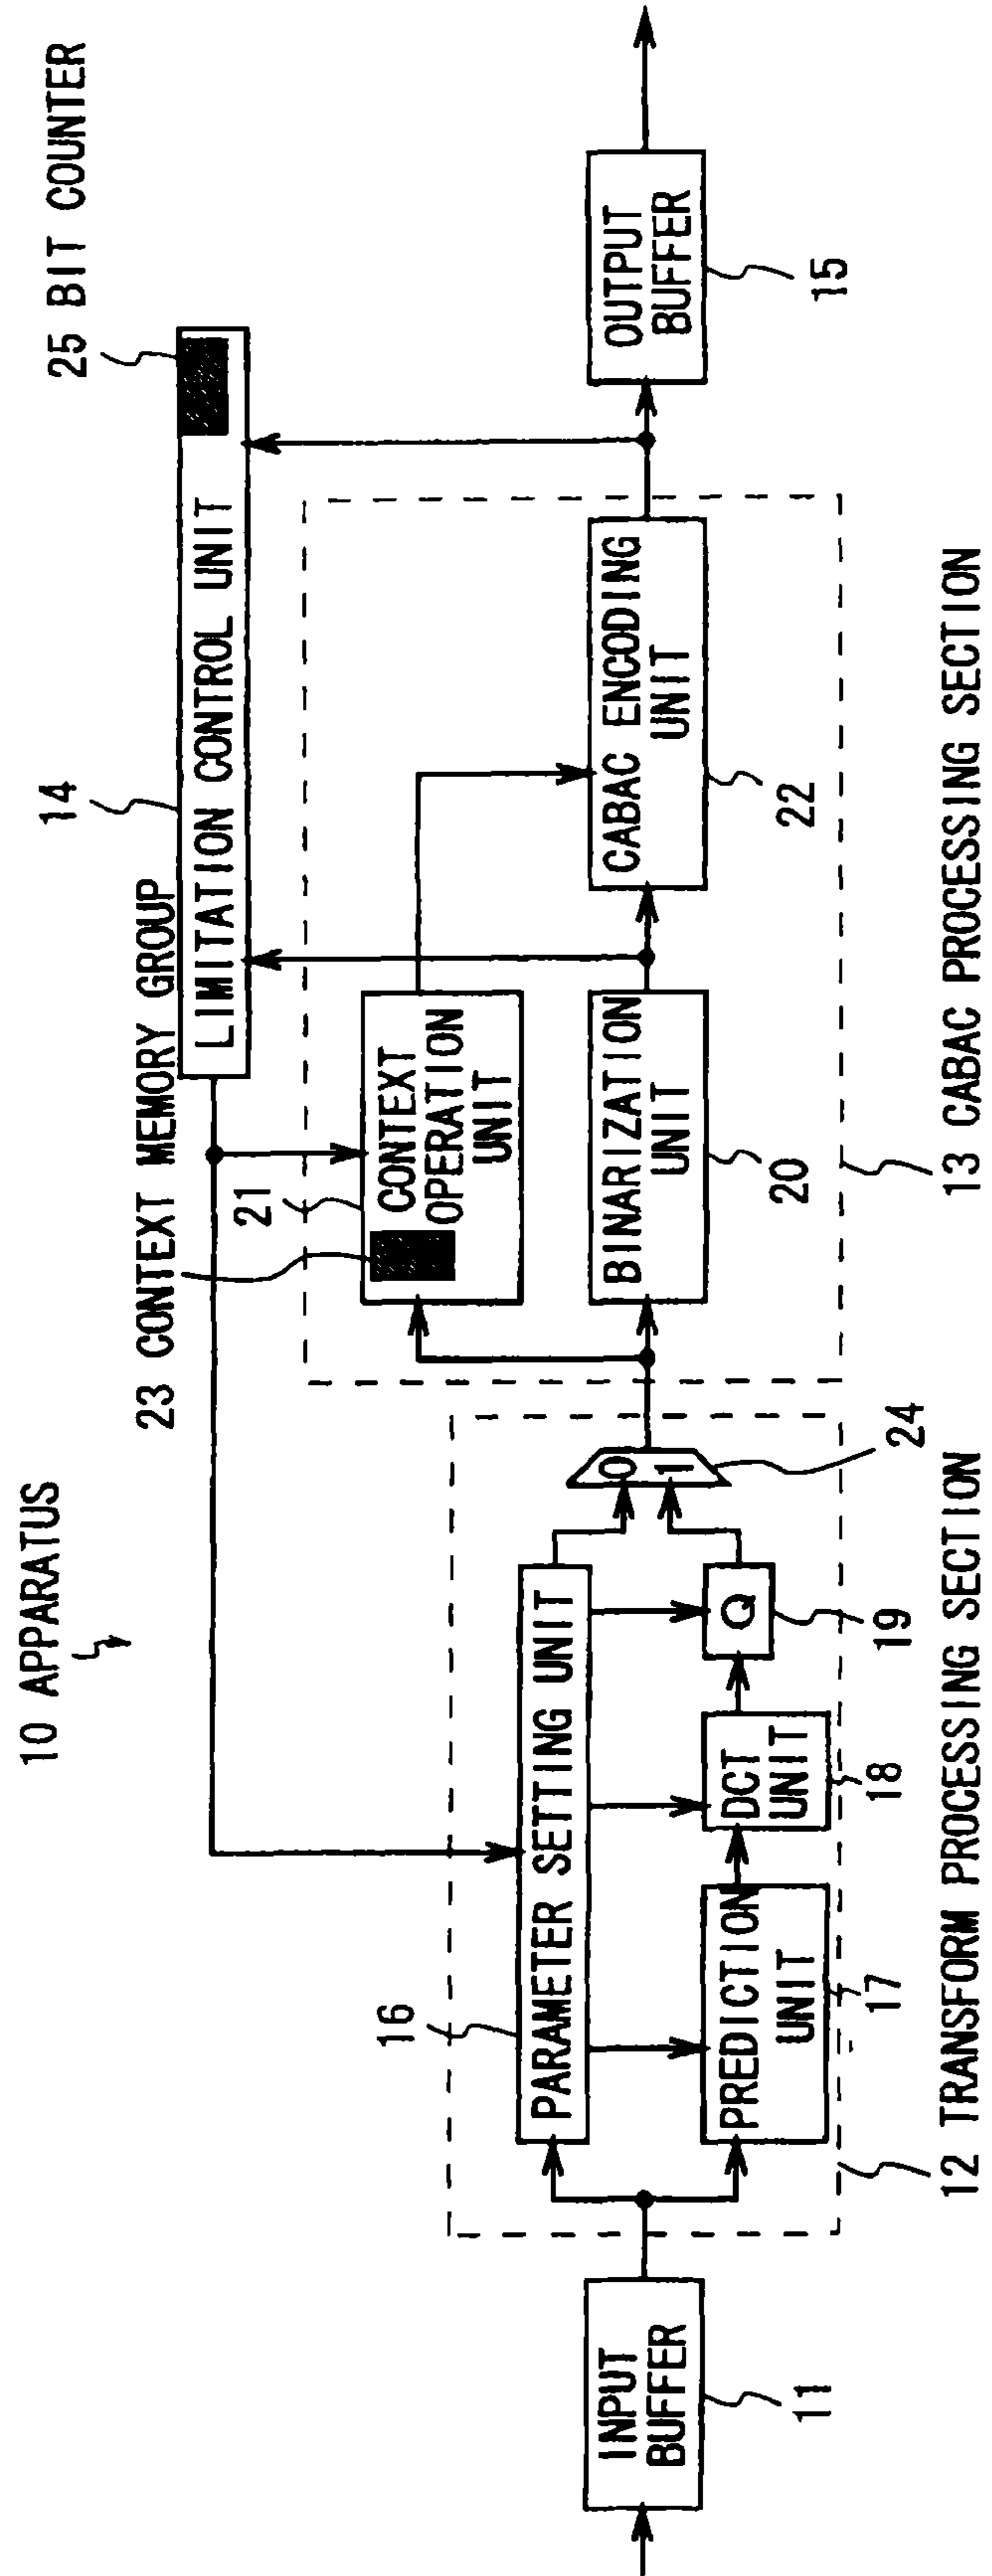 10 APPARATUS
25 BIT COUNTER
14
LIMITATION CONTROL UNIT
23 CONTEXT MEMORY GROUP
21
CONTEXT
OPERATION
UNIT
16
PARAMETER SETTING UNIT
INPUT
BUFFER
11
PREDICTION
UNIT
17
DCT
UNIT
18
Q
19
0
1
24
BINARIZATION
UNIT
20
CABAC ENCODING
UNIT
22
OUTPUT
BUFFER
15
12 TRANSFORM PROCESSING SECTION
13 CABAC PROCESSING SECTION